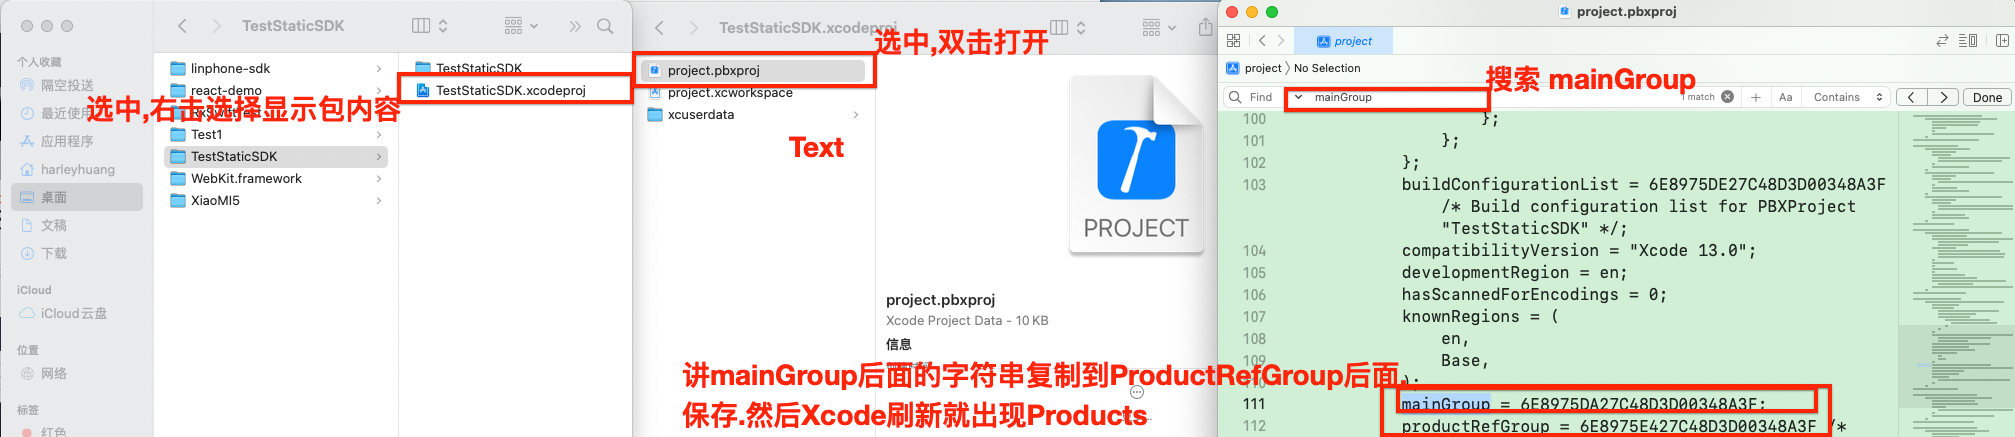 TestStaticSDK
个人收藏
隔空投送
最近使用
应用程序
harleyhuang
桌面
文稿
下载
iCloud
iCloud云盘
位置
网络
标签
红色
linphone-sdk
react-demo
选中,右击选择显示包内容
Test1
TestStaticSDK
WebKit.framework
XiaoMI5
TestStaticSDK
TestStaticSDK.xcodeproj
TestStaticSDK.xcodeproj
选中,双击打开
project.pbxproj
project.xcworkspace
xcuserdata
Text
PROJECT
project.pbxproj
Xcode Project Data - 10 KB
信息
讲mainGroup后面的字符串复制到ProductRefGroup后面,
保存.然后Xcode刷新就出现Products
project.pbxproj
project
project 〉No Selection
搜索 mainGroup
Find mainGroup 1 match Aa Contains Done
100 };
101 };
102 };
103 buildConfigurationList = 6E8975DE27C48D3D00348A3F
/* Build configuration list for PBXProject
"TestStaticSDK" */;
104 compatibilityVersion = "Xcode 13.0";
105 developmentRegion = en;
106 hasScannedForEncodings = 0;
107 knownRegions = (
108 en,
109 Base,
110 );
111 mainGroup = 6E8975DA27C48D3D00348A3F;
112 productRefGroup = 6E8975E427C48D3D00348A3F /*